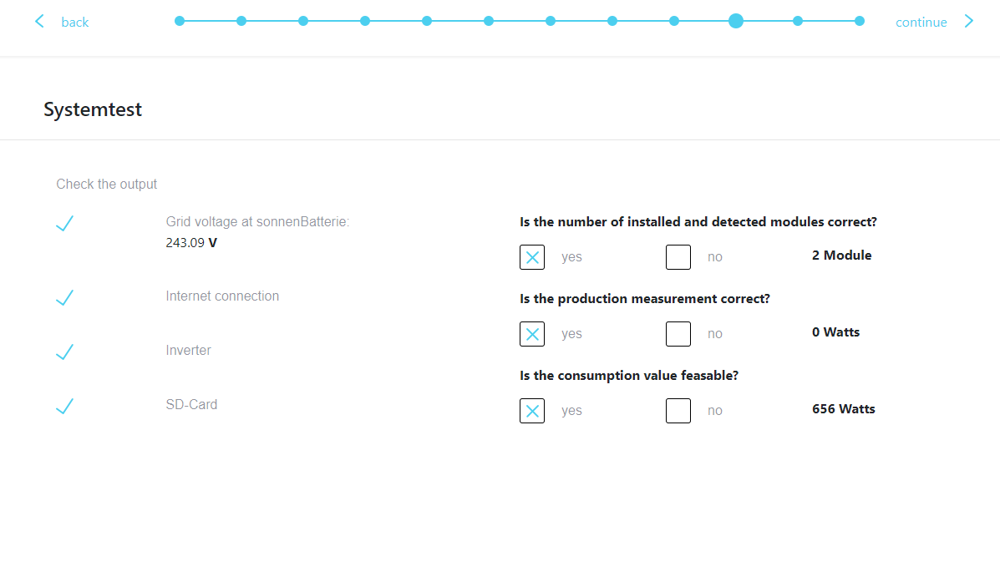 back
continue
Systemtest
Check the output
Grid voltage at sonnenBatterie:
243.09 V
Internet connection
Inverter
SD-Card
Is the number of installed and detected modules correct?
yes no 2 Module
Is the production measurement correct?
yes no 0 Watts
Is the consumption value feasable?
yes no 656 Watts